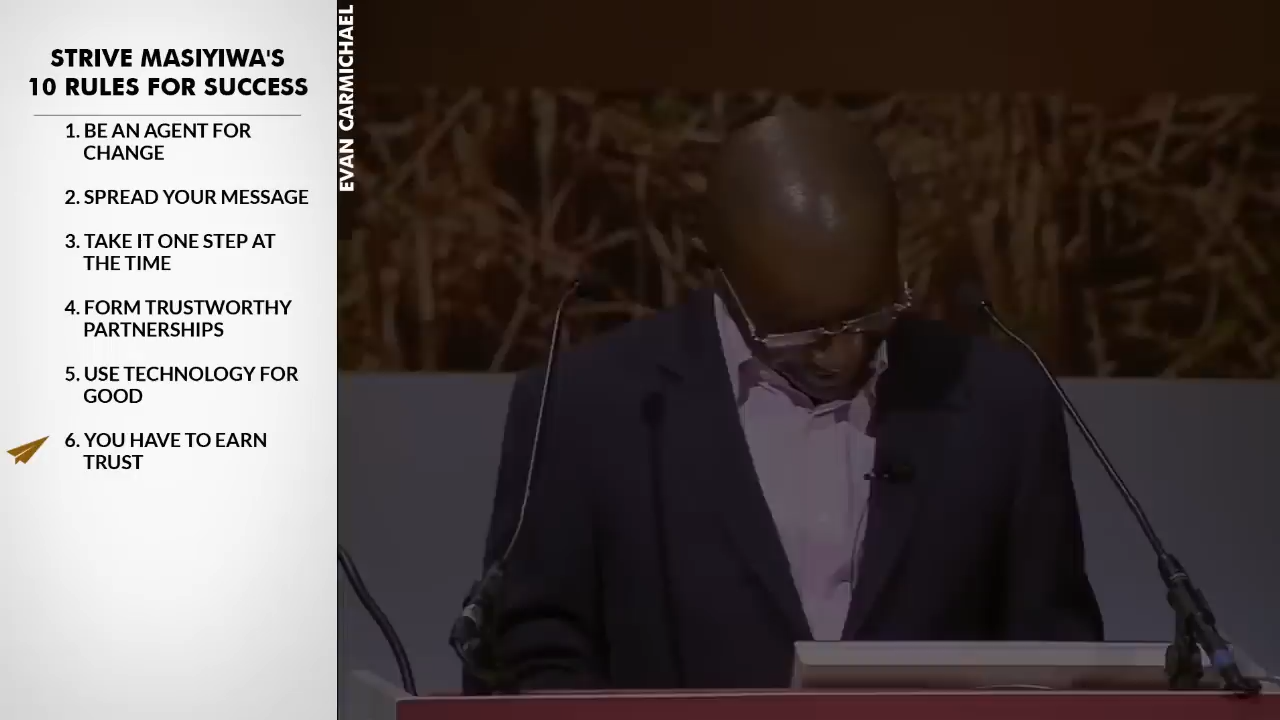 STRIVE MASIYIWA'S
10 RULES FOR SUCCESS
1. BE AN AGENT FOR
CHANGE
2. SPREAD YOUR MESSAGE
3. TAKE IT ONE STEP AT
THE TIME
4. FORM TRUSTWORTHY
PARTNERSHIPS
5. USE TECHNOLOGY FOR
GOOD
6. YOU HAVE TO EARN
TRUST
EVAN CARMICHAEL